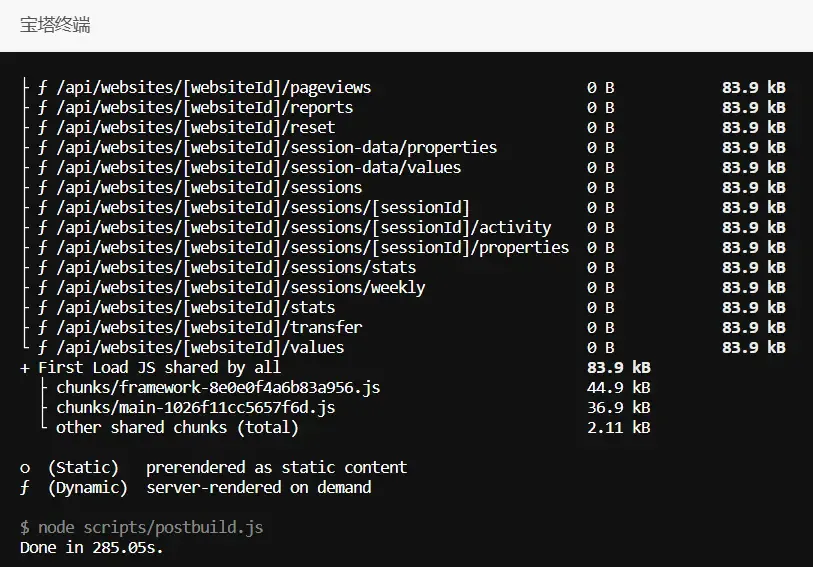 宝塔终端
├ ƒ /api/websites/[websiteId]/pageviews 0 B 83.9 kB
├ ƒ /api/websites/[websiteId]/reports 0 B 83.9 kB
├ ƒ /api/websites/[websiteId]/reset 0 B 83.9 kB
├ ƒ /api/websites/[websiteId]/session-data/properties 0 B 83.9 kB
├ ƒ /api/websites/[websiteId]/session-data/values 0 B 83.9 kB
├ ƒ /api/websites/[websiteId]/sessions 0 B 83.9 kB
├ ƒ /api/websites/[websiteId]/sessions/[sessionId] 0 B 83.9 kB
├ ƒ /api/websites/[websiteId]/sessions/[sessionId]/activity 0 B 83.9 kB
├ ƒ /api/websites/[websiteId]/sessions/[sessionId]/properties 0 B 83.9 kB
├ ƒ /api/websites/[websiteId]/sessions/stats 0 B 83.9 kB
├ ƒ /api/websites/[websiteId]/sessions/weekly 0 B 83.9 kB
├ ƒ /api/websites/[websiteId]/stats 0 B 83.9 kB
├ ƒ /api/websites/[websiteId]/transfer 0 B 83.9 kB
└ ƒ /api/websites/[websiteId]/values 0 B 83.9 kB
+ First Load JS shared by all 83.9 kB
├ chunks/framework-8e0e0f4a6b83a956.js 44.9 kB
├ chunks/main-1026f11cc5657f6d.js 36.9 kB
└ other shared chunks (total) 2.11 kB
○ (Static) prerendered as static content
ƒ (Dynamic) server-rendered on demand
$ node scripts/postbuild.js
Done in 285.05s.